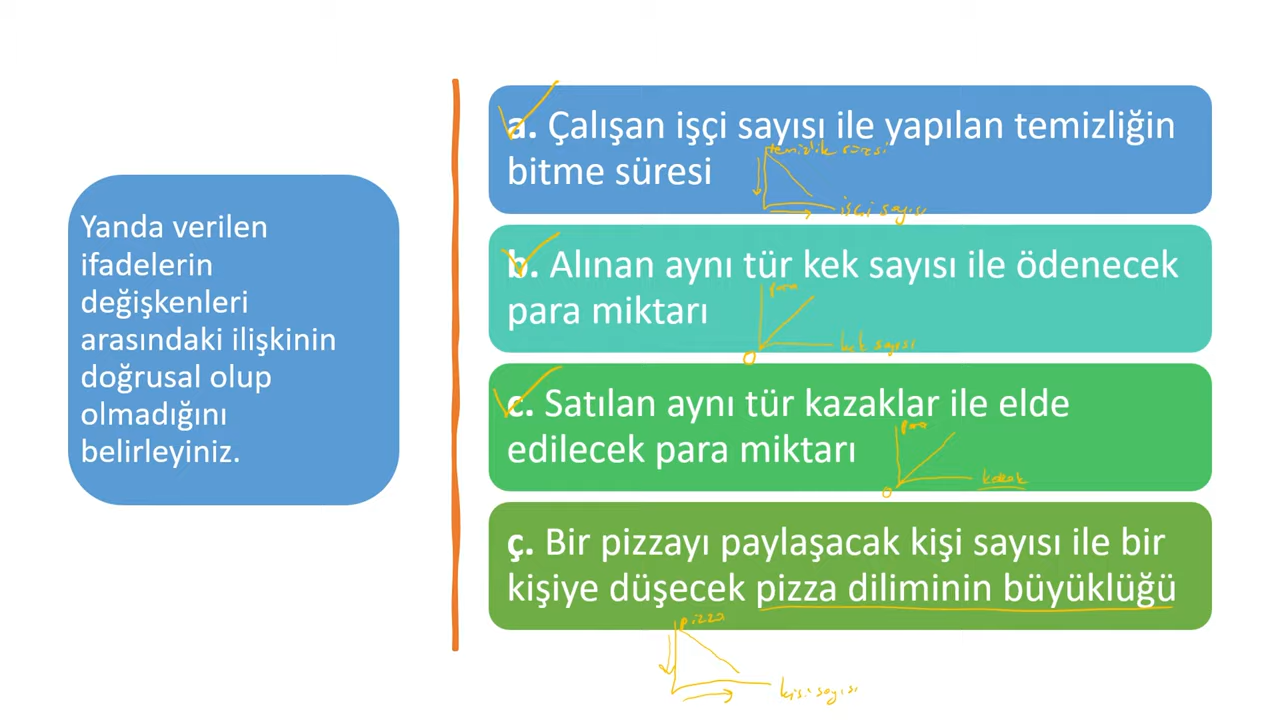 Yanda verilen
ifadelerin
değişkenleri
arasındaki ilişkinin
doğrusal olup
olmadığını
belirleyiniz.
a. Çalışan işçi sayısı ile yapılan temizliğin
bitme süresi
temizlik süresi
işçi sayısı
b. Alınan aynı tür kek sayısı ile ödenecek
para miktarı
para
kek sayısı
0
c. Satılan aynı tür kazaklar ile elde
edilecek para miktarı
para
kazak
0
ç. Bir pizzayı paylaşacak kişi sayısı ile bir
kişiye düşecek pizza diliminin büyüklüğü
pizza
kişi sayısı